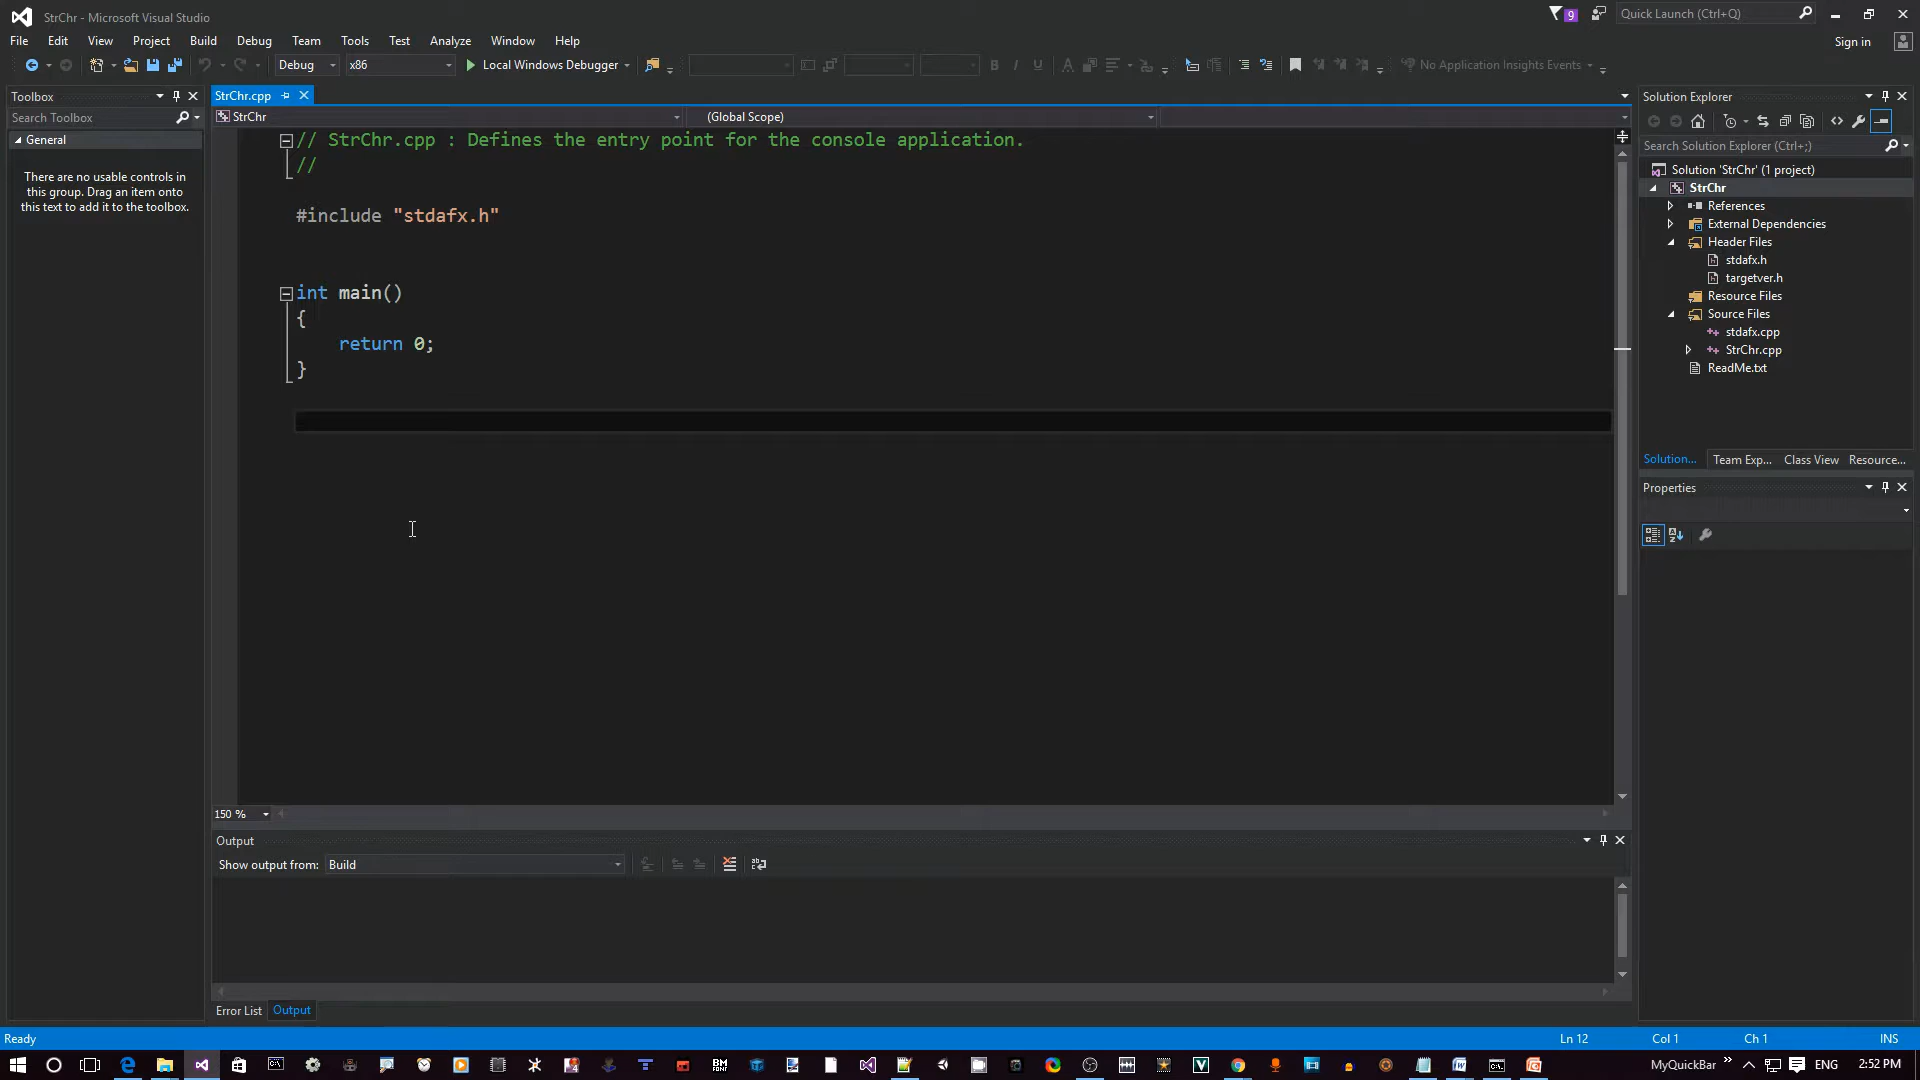 StrChr - Microsoft Visual Studio
9
Quick Launch (Ctrl+Q)
File Edit View Project Build Debug Team Tools Test Analyze Window Help
Sign in
Debug x86 Local Windows Debugger
B I U
No Application Insights Events
Toolbox
Search Toolbox
General
There are no usable controls in
this group. Drag an item onto
this text to add it to the toolbox.
StrChr.cpp
StrChr
(Global Scope)
// StrChr.cpp : Defines the entry point for the console application.
//
#include "stdafx.h"
int main()
{
return 0;
}
150 %
Output
Show output from: Build
Error List Output
Solution Explorer
Search Solution Explorer (Ctrl+;)
Solution 'StrChr' (1 project)
StrChr
References
External Dependencies
Header Files
stdafx.h
targetver.h
Resource Files
Source Files
stdafx.cpp
StrChr.cpp
ReadMe.txt
Solution... Team Exp... Class View Resource...
Properties
Ready
Ln 12 Col 1 Ch 1 INS
BM
FONT
MyQuickBar
ENG
2:52 PM